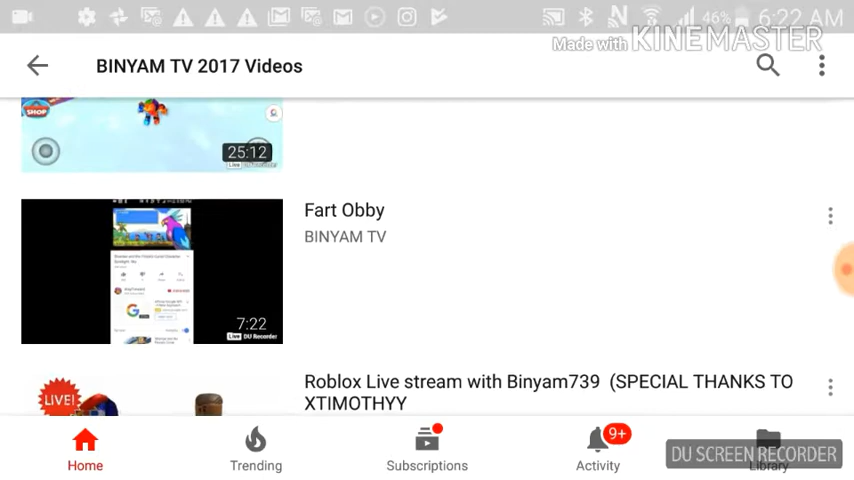 46% 6:22 AM
Made with KINEMASTER
BINYAM TV 2017 Videos
SHOP
25:12
Live
Fart Obby
BINYAM TV
7:22
Live DU Recorder
Roblox Live stream with Binyam739 (SPECIAL THANKS TO
XTIMOTHYY
LIVE!
9+
Home
Trending
Subscriptions
Activity
Library
DU SCREEN RECORDER